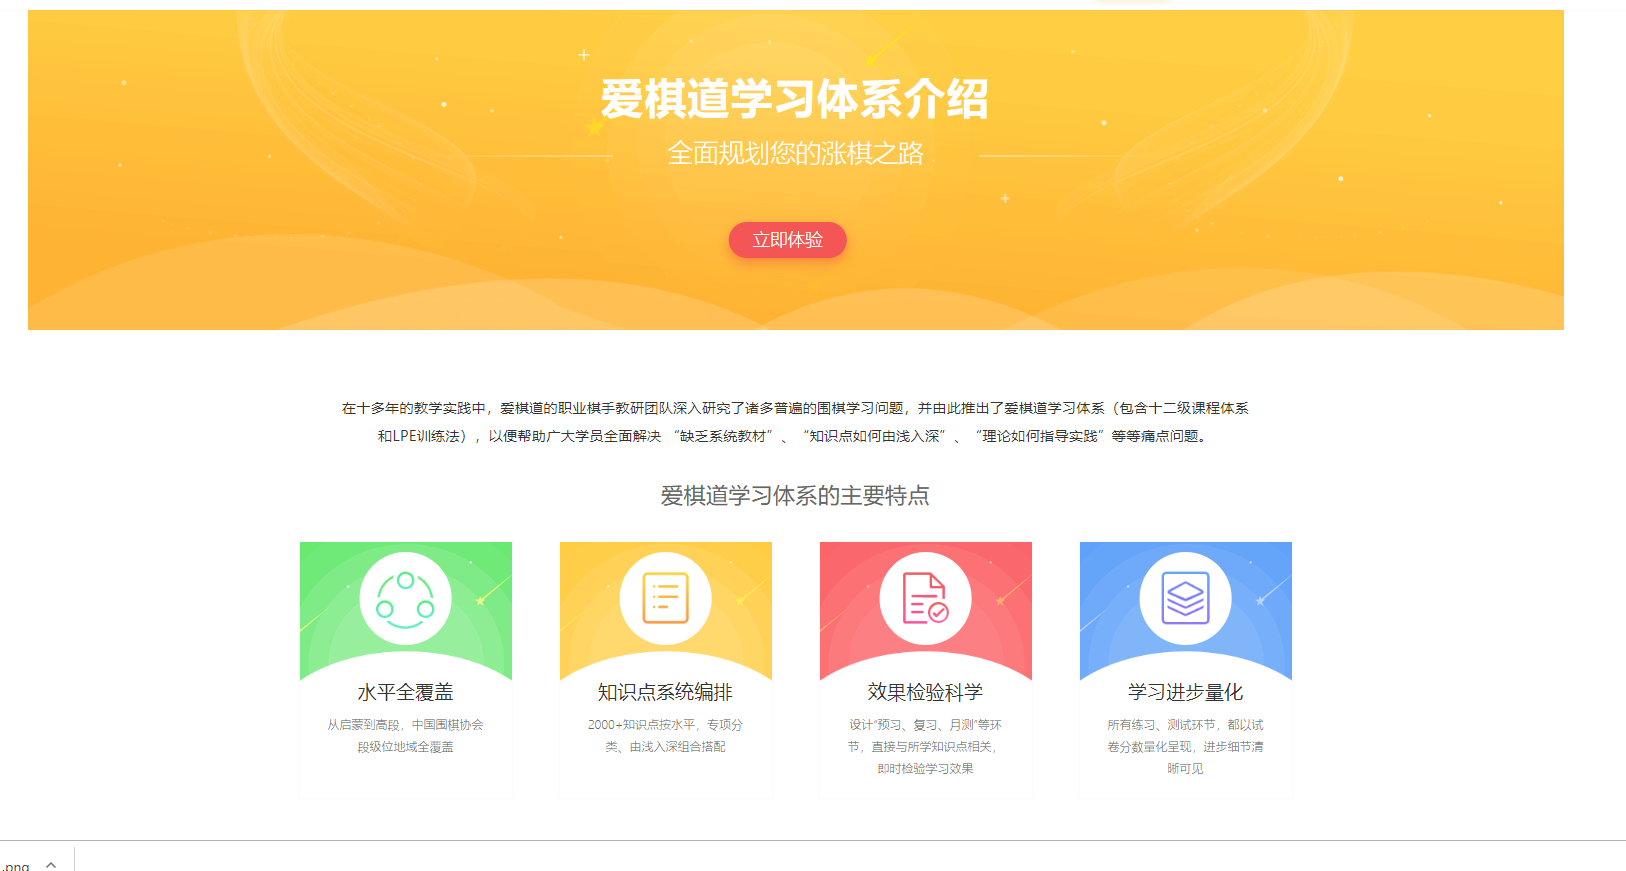 爱棋道学习体系介绍
全面规划您的涨棋之路
立即体验
在十多年的教学实践中，爱棋道的职业棋手教研团队深入研究了诸多普遍的围棋学习问题，并由此推出了爱棋道学习体系（包含十二级课程体系
和LPE训练法），以便帮助广大学员全面解决 “缺乏系统教材”、“知识点如何由浅入深”、“理论如何指导实践”等等痛点问题。
爱棋道学习体系的主要特点
水平全覆盖
从启蒙到高段，中国围棋协会
段级位地域全覆盖
知识点系统编排
2000+知识点按水平，专项分
类、由浅入深组合搭配
效果检验科学
设计“预习、复习、月测”等环
节，直接与所学知识点相关，
即时检验学习效果
学习进步量化
所有练习、测试环节，都以试
卷分数量化呈现，进步细节清
晰可见
.png